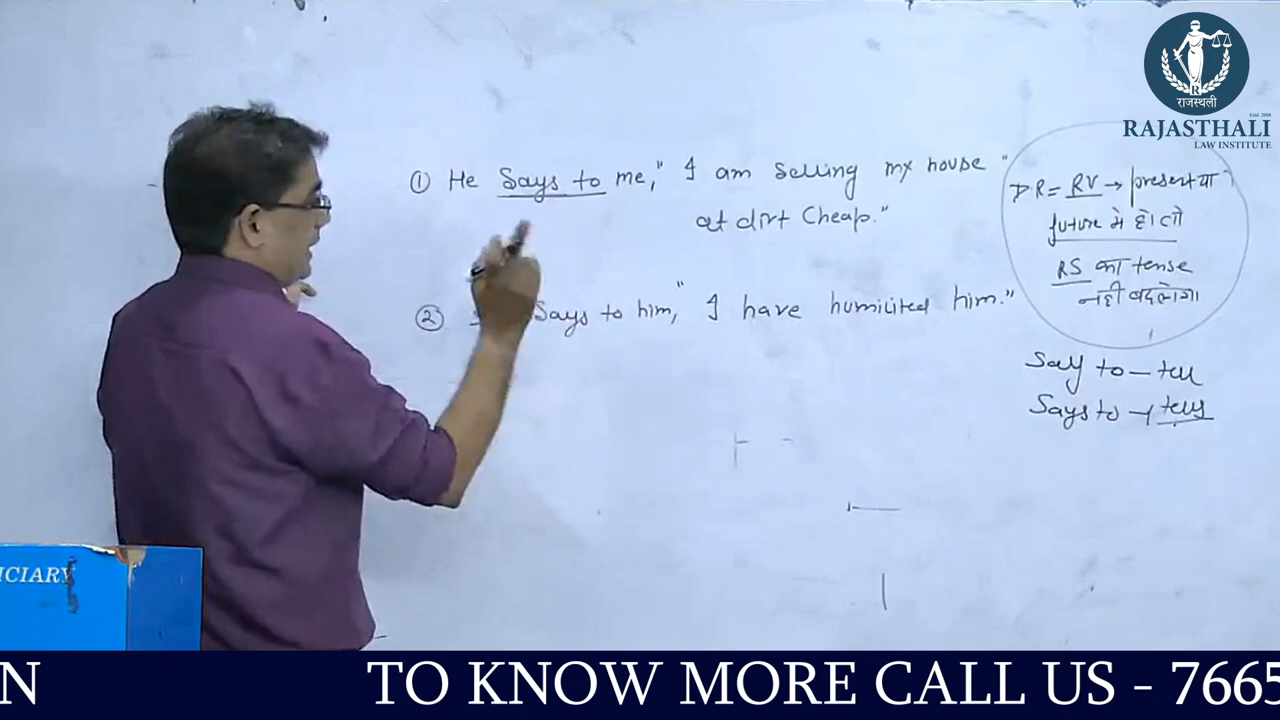 राजस्थली
Estd. 2000
RAJASTHALI
LAW INSTITUTE
① He Says to me, " I am Selling my house "
at dirt Cheap."
② Says to him, " I have humilited him."
DR = RV → present या
future मे हो तो
RS का tense
नहीं बदलेगा
Say to — tell
Says to → tells
ICIARY
N TO KNOW MORE CALL US - 7665